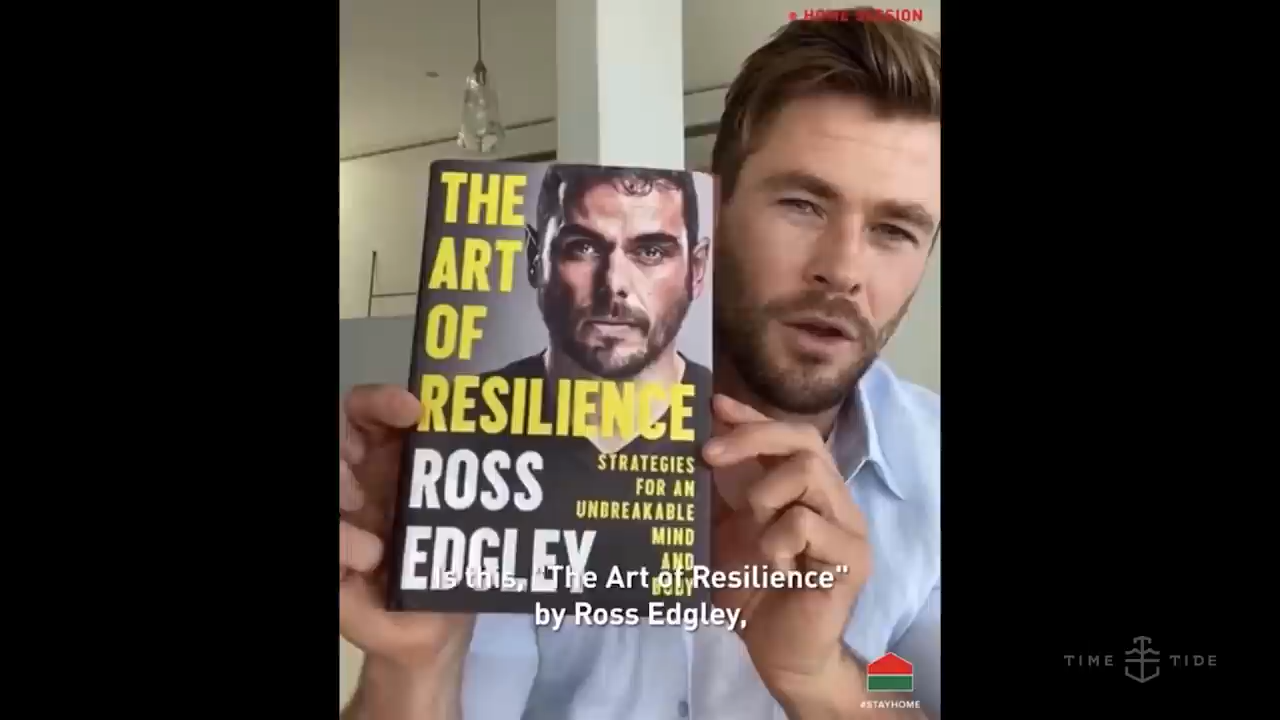 HOME SESSION
THE
ART
OF
RESILIENCE
ROSS
EDGLEY
STRATEGIES
FOR AN
UNBREAKABLE
MIND
AND
BODY
Is this, "The Art of Resilience"
by Ross Edgley,
#STAYHOME
TIME TIDE